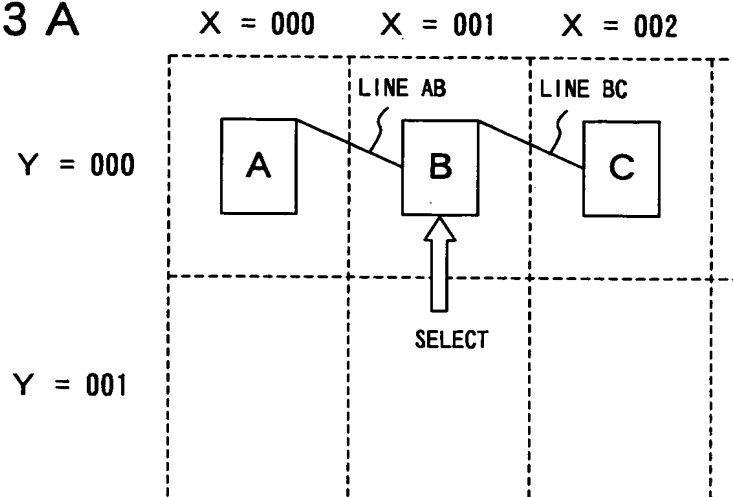 3 A
X = 000 X = 001 X = 002
LINE AB LINE BC
Y = 000 A B C
SELECT
Y = 001